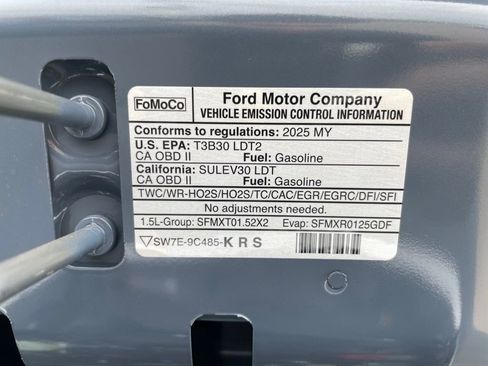 FoMoCo
Ford Motor Company
VEHICLE EMISSION CONTROL INFORMATION
Conforms to regulations: 2025 MY
U.S. EPA: T3B30 LDT2
CA OBD II Fuel: Gasoline
California: SULEV30 LDT
CA OBD II Fuel: Gasoline
TWC/WR-HO2S/HO2S/TC/CAC/EGR/EGRC/DFI/SFI
No adjustments needed.
1.5L-Group: SFMXT01.52X2 Evap: SFMXR0125GDF
▽SW7E-9C485-K R S